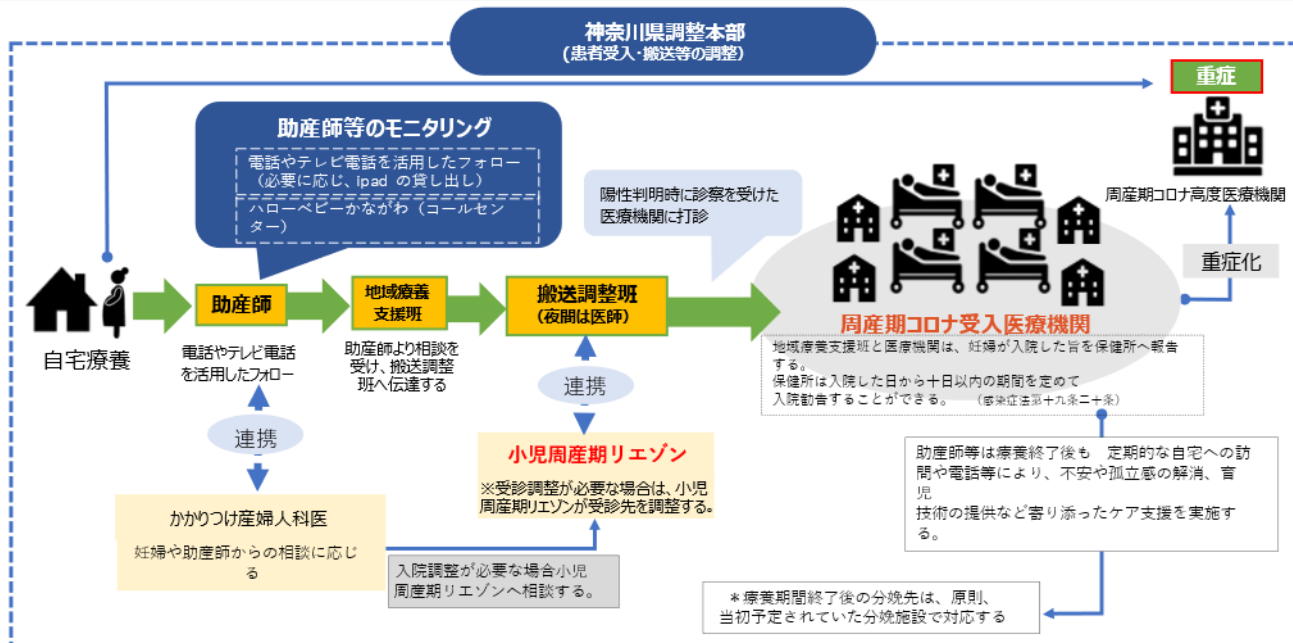 神奈川県調整本部
(患者受入・搬送等の調整)
重症
周産期コロナ高度医療機関
重症化
助産師等のモニタリング
電話やテレビ電話を活用したフォロー
（必要に応じ、ipad の貸し出し）
ハローベビーかながわ（コールセン
ター）
陽性判明時に診察を受けた
医療機関に打診
自宅療養
助産師
電話やテレビ電話
を活用したフォロー
地域療養
支援班
助産師より相談を
受け、搬送調整
班へ伝達する
搬送調整班
(夜間は医師)
周産期コロナ受入医療機関
地域療養支援班と医療機関は、妊婦が入院した旨を保健所へ報告
する。
保健所は入院した日から十日以内の期間を定めて
入院勧告することができる。 （感染症法第十九条二十条）
連携
連携
かかりつけ産婦人科医
妊婦や助産師からの相談に応じ
る
入院調整が必要な場合小児
周産期リエゾンへ相談する。
小児周産期リエゾン
※受診調整が必要な場合は、小児
周産期リエゾンが受診先を調整する。
助産師等は療養終了後も 定期的な自宅への訪
問や電話等により、不安や孤立感の解消、育
児
技術の提供など寄り添ったケア支援を実施す
る。
＊療養期間終了後の分娩先は、原則、
当初予定されていた分娩施設で対応する